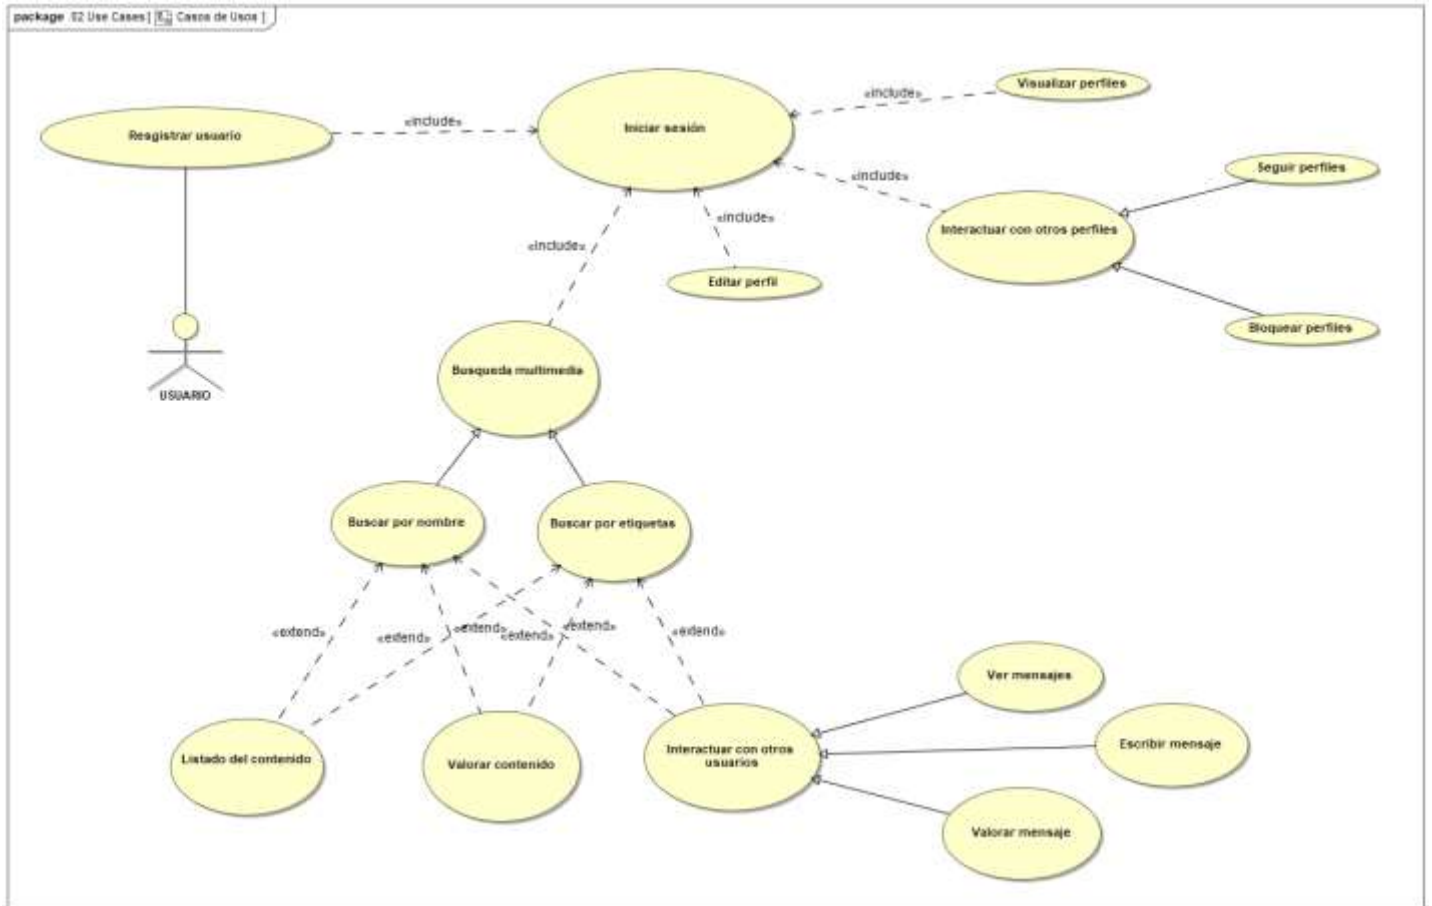 package 02 Use Cases [ Casos de Usos ]
Visualizar perfiles
«include»
«include»
Iniciar sesión
Resgistrar usuario
Seguir perfiles
«include»
«include»
Interactuar con otros perfiles
«include»
Editar perfil
Bloquear perfiles
Busqueda multimedia
USUARIO
Buscar por nombre
Buscar por etiquetas
«extend»
«extend»
«extend»
«extend»
«extend»
«extend»
Ver mensajes
Escribir mensaje
Interactuar con otros
usuarios
Listado del contenido
Valorar contenido
Valorar mensaje